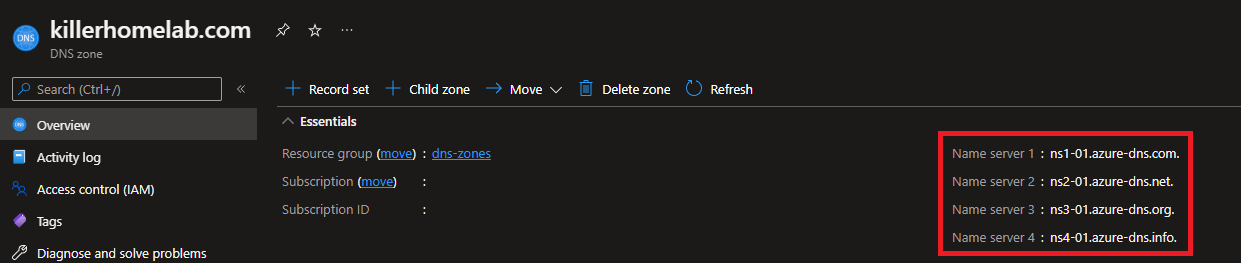 killerhomelab.com
DNS
DNS zone
Search (Ctrl+/)
«
Overview
Activity log
Access control (IAM)
Tags
Diagnose and solve problems
Record set Child zone Move Delete zone Refresh
Essentials
Resource group (move) : dns-zones
Subscription (move) :
Subscription ID :
Name server 1 : ns1-01.azure-dns.com.
Name server 2 : ns2-01.azure-dns.net.
Name server 3 : ns3-01.azure-dns.org.
Name server 4 : ns4-01.azure-dns.info.